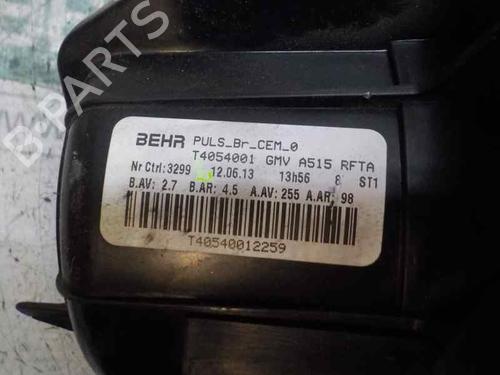 BEHR PULS_Br_CEM_0
T4054001 GMV A515 RFTA
Nr Ctrl:3299 12.06.13 13h56 8 ST1
B.AV: 2.7 B.AR: 4.5 A.AV: 255 A.AR: 98
T40540012259
B-PARTS